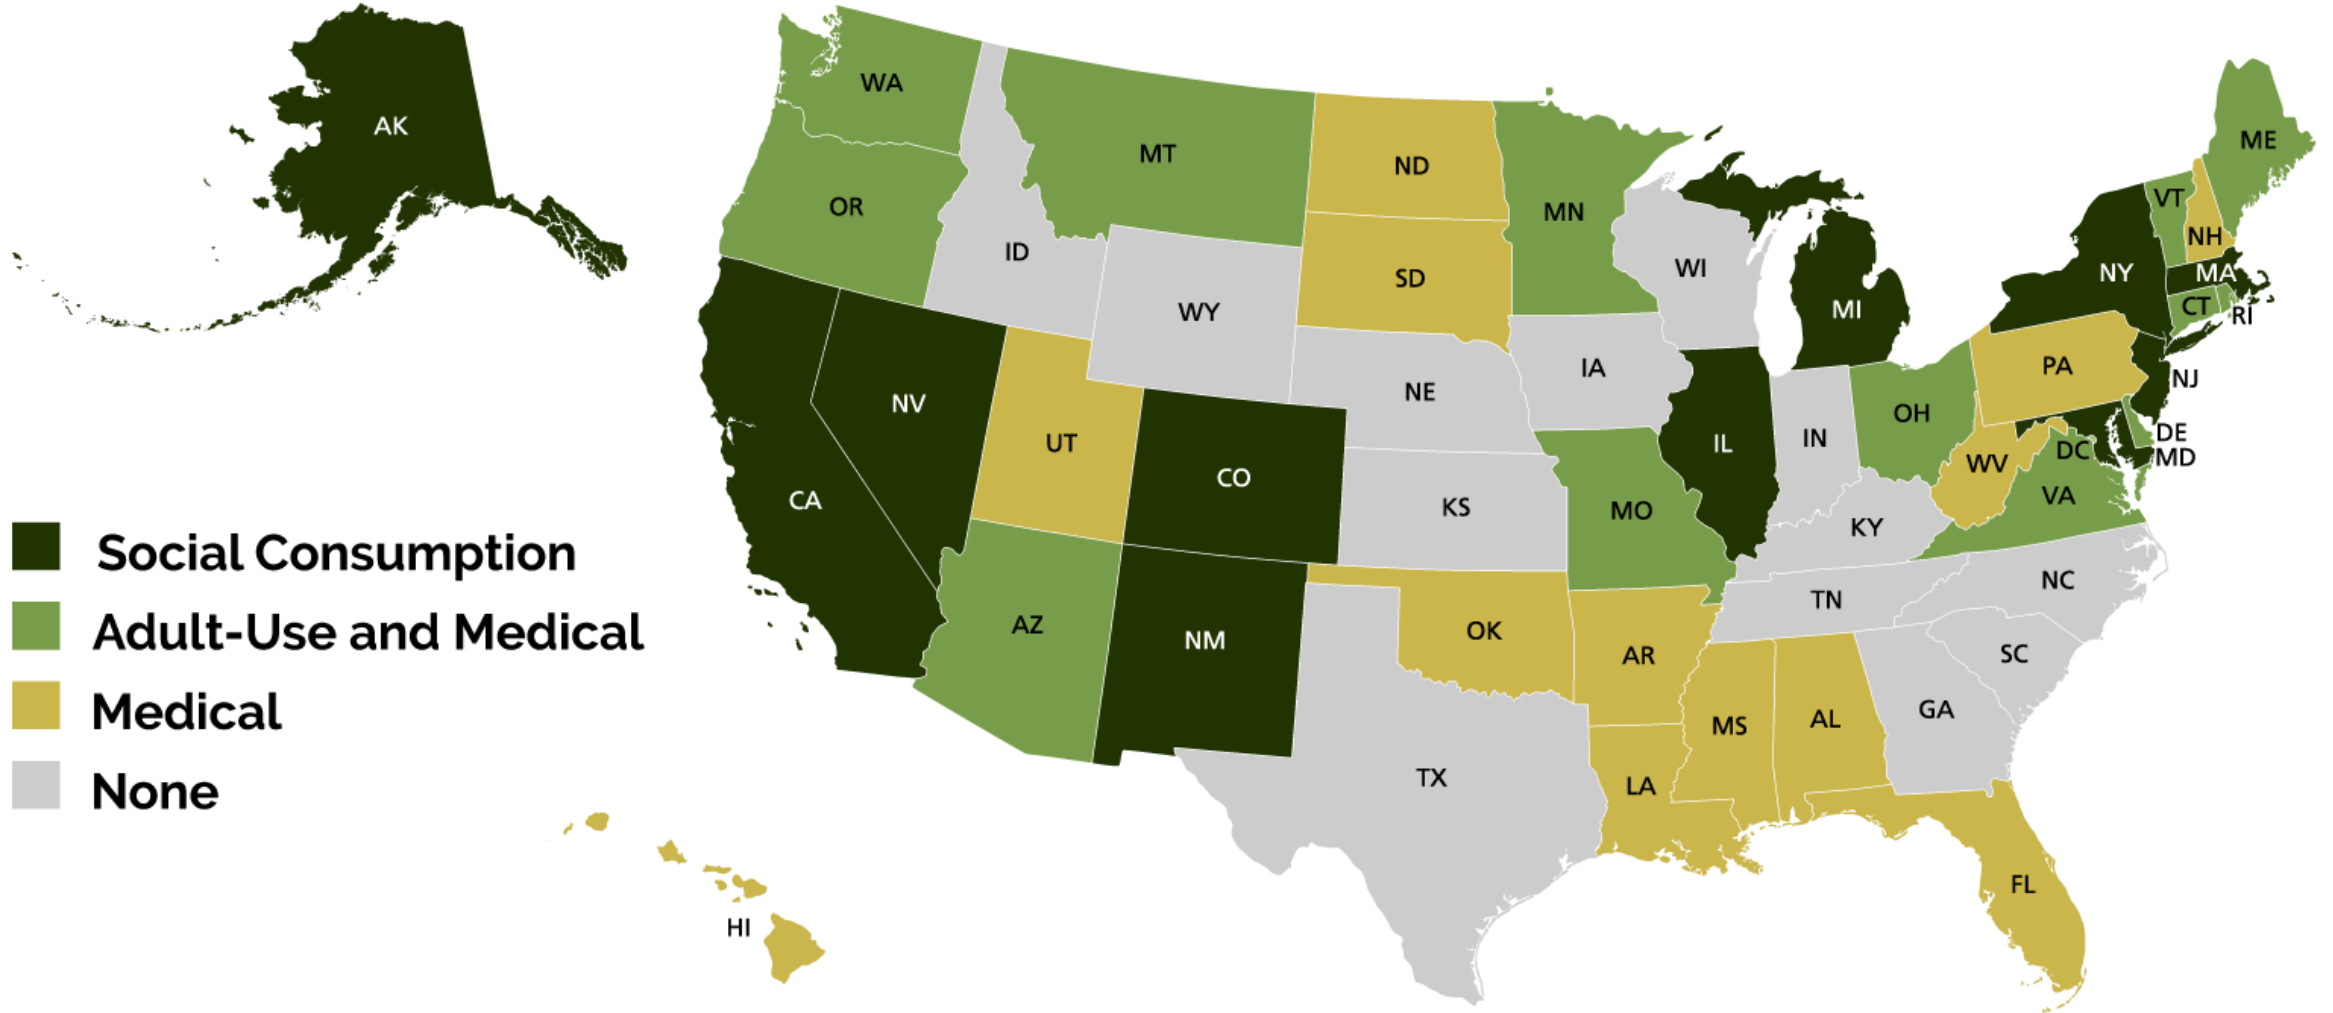 AK
WA
MT
ND
MN
ME
OR
ID
SD
WI
VT
NH
WY
MI
NY
MA
CT
RI
NV
UT
CO
NE
IA
IL
IN
OH
PA
NJ
DE
MD
DC
WV
VA
CA
KS
MO
KY
AZ
NM
OK
AR
TN
NC
SC
TX
LA
MS
AL
GA
FL
HI
Social Consumption
Adult-Use and Medical
Medical
None